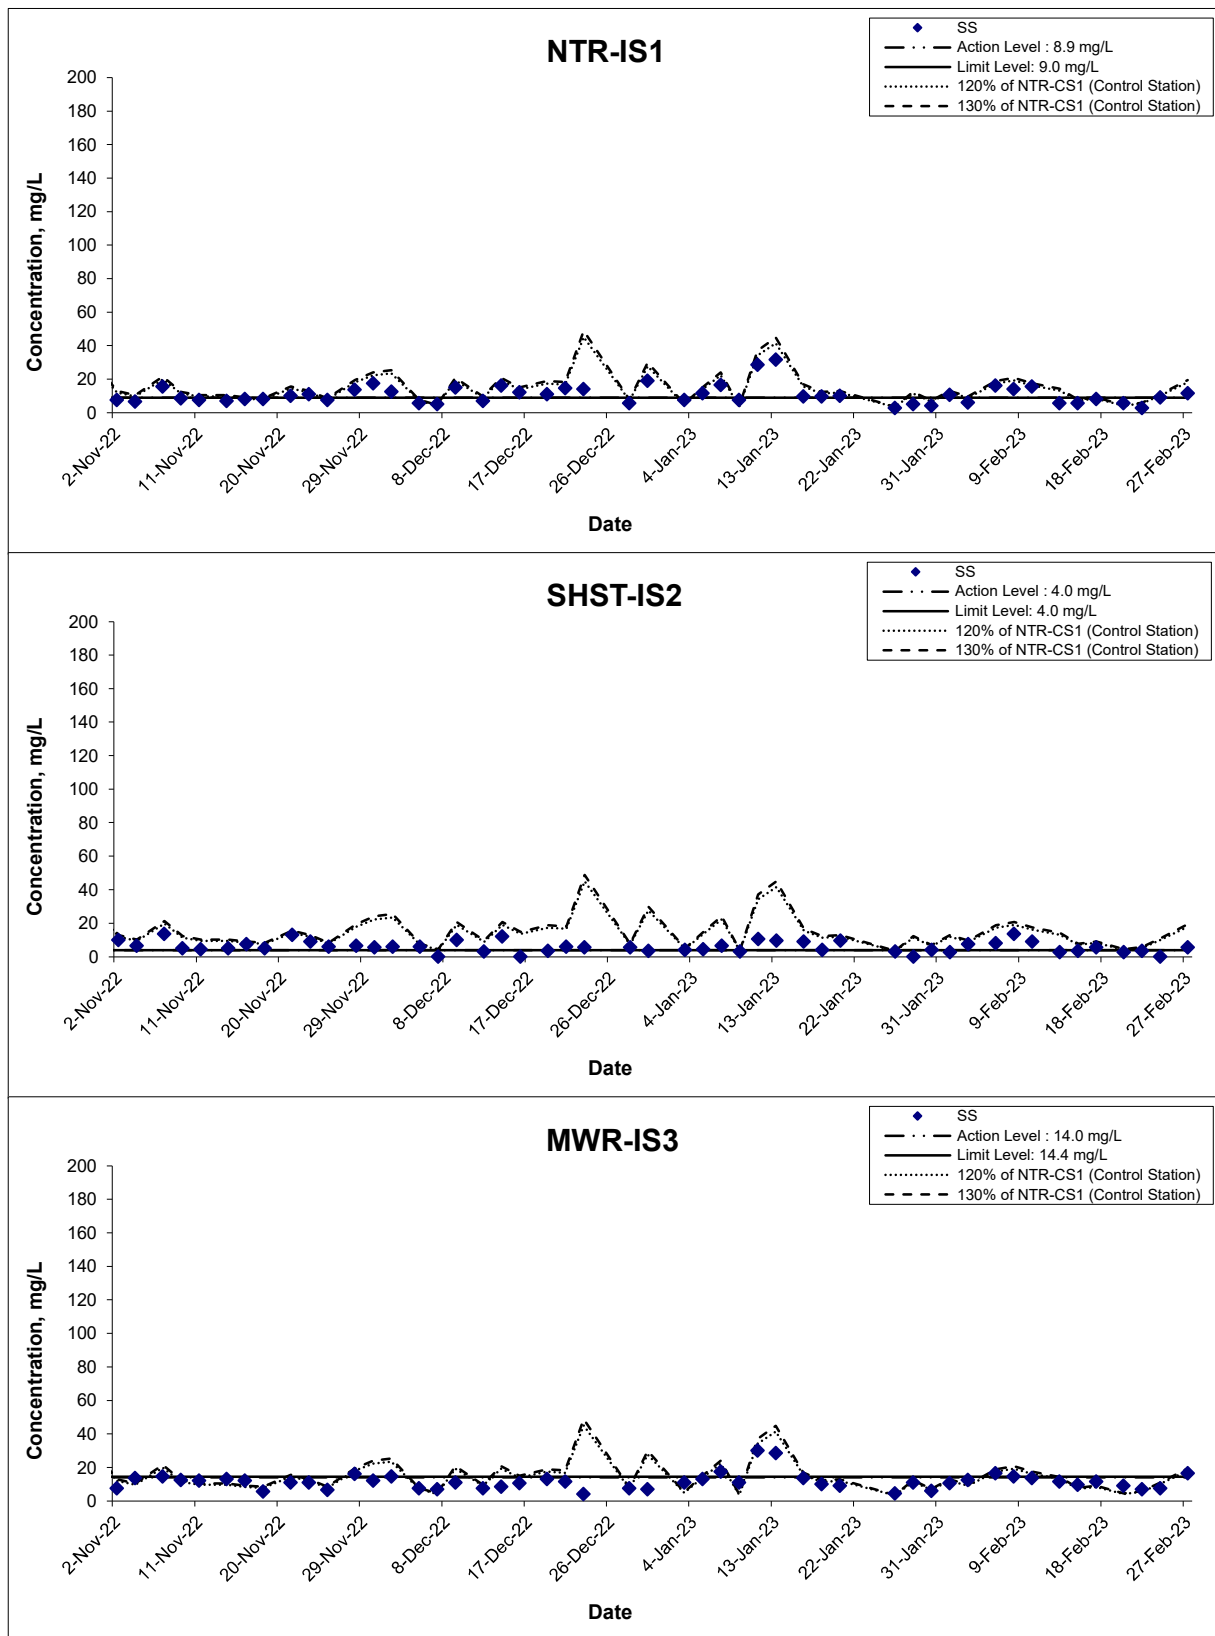 NTR-IS1
SS
Action Level : 8.9 mg/L
Limit Level: 9.0 mg/L
120% of NTR-CS1 (Control Station)
130% of NTR-CS1 (Control Station)
Concentration, mg/L
200
180
160
140
120
100
80
60
40
20
0
2-Nov-22
11-Nov-22
20-Nov-22
29-Nov-22
8-Dec-22
17-Dec-22
26-Dec-22
4-Jan-23
13-Jan-23
22-Jan-23
31-Jan-23
9-Feb-23
18-Feb-23
27-Feb-23
Date
SHST-IS2
SS
Action Level : 4.0 mg/L
Limit Level: 4.0 mg/L
120% of NTR-CS1 (Control Station)
130% of NTR-CS1 (Control Station)
Concentration, mg/L
200
180
160
140
120
100
80
60
40
20
0
2-Nov-22
11-Nov-22
20-Nov-22
29-Nov-22
8-Dec-22
17-Dec-22
26-Dec-22
4-Jan-23
13-Jan-23
22-Jan-23
31-Jan-23
9-Feb-23
18-Feb-23
27-Feb-23
Date
MWR-IS3
SS
Action Level : 14.0 mg/L
Limit Level: 14.4 mg/L
120% of NTR-CS1 (Control Station)
130% of NTR-CS1 (Control Station)
Concentration, mg/L
200
180
160
140
120
100
80
60
40
20
0
2-Nov-22
11-Nov-22
20-Nov-22
29-Nov-22
8-Dec-22
17-Dec-22
26-Dec-22
4-Jan-23
13-Jan-23
22-Jan-23
31-Jan-23
9-Feb-23
18-Feb-23
27-Feb-23
Date